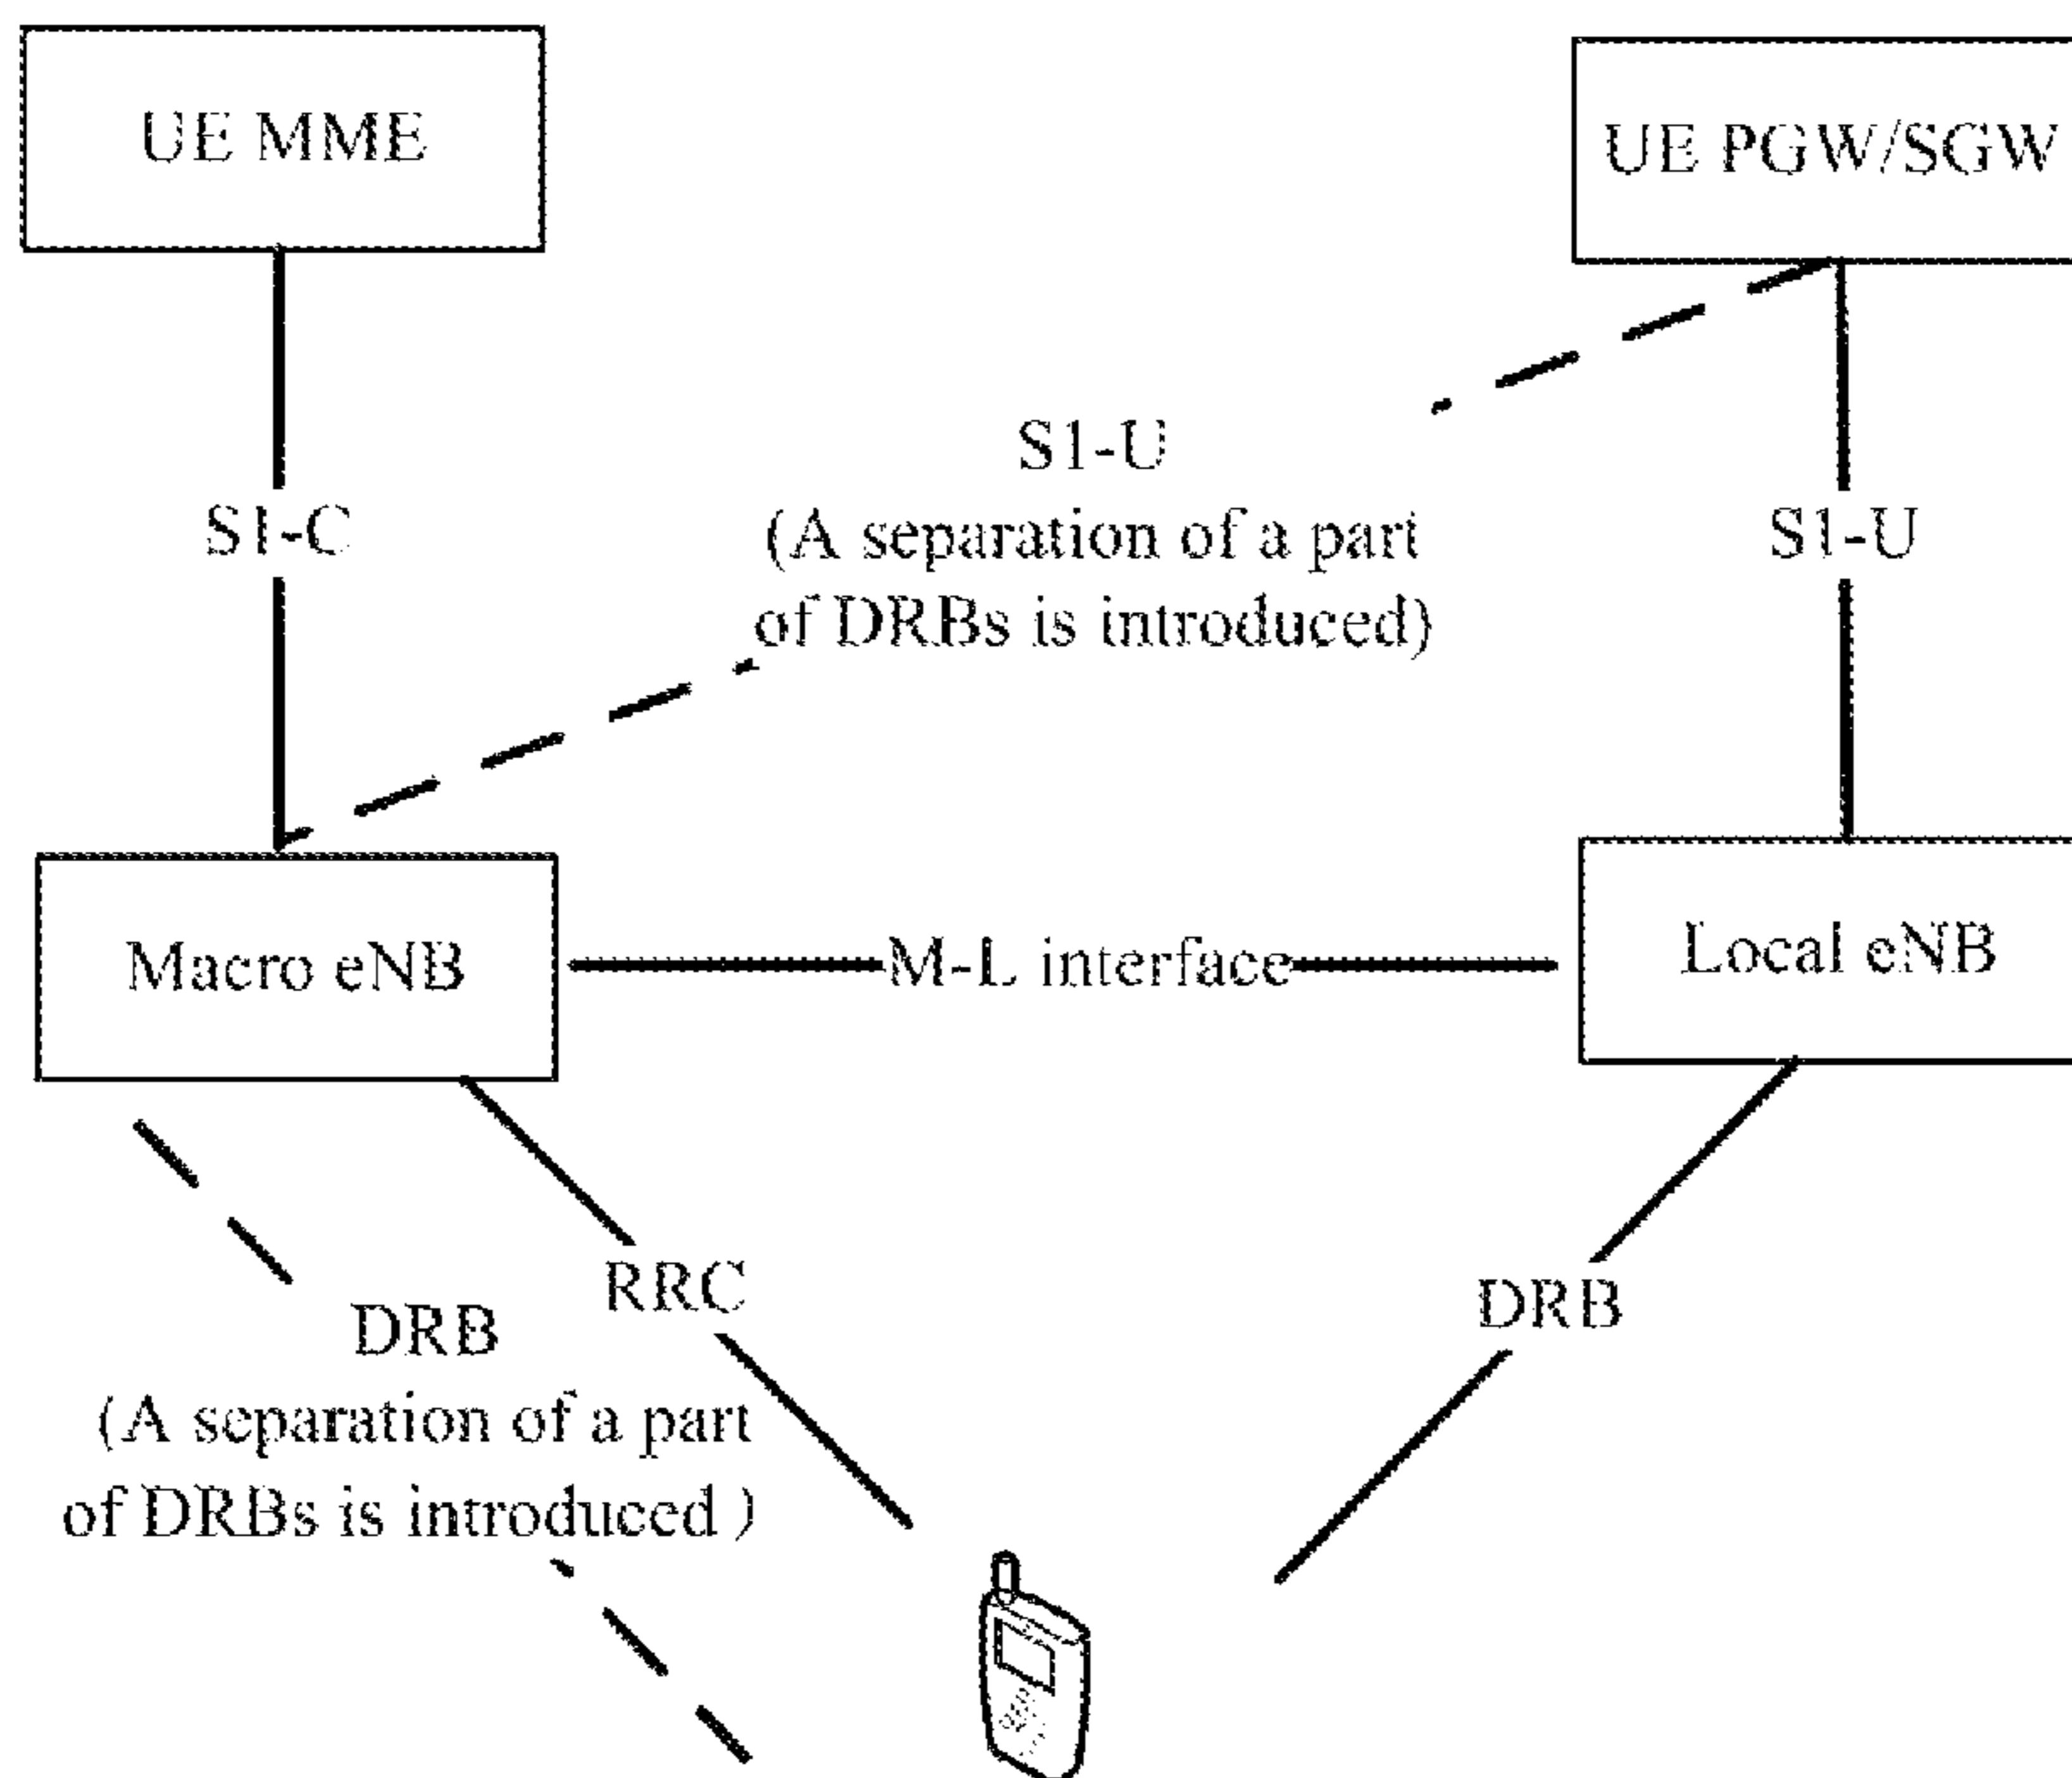 UE MME
UE PGW/SGW
S1-U
S1-C
(A separation of a part
S1-U
of DRBs is introduced)
Macro eNB
M-L interface
Local eNB
RRC
DRB
DRB
(A separation of a part
of DRBs is introduced )